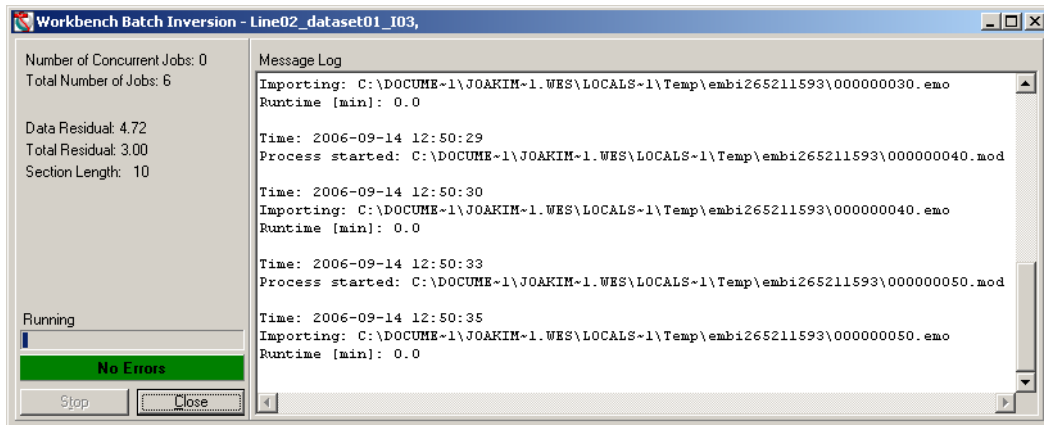 Workbench Batch Inversion - Line02_dataset01_I03,
Number of Concurrent Jobs: 0
Total Number of Jobs: 6
Data Residual: 4.72
Total Residual: 3.00
Section Length: 10
Running
No Errors
Stop
Close
Message Log
Importing: C:\DOCUME~1\JOAKIM~1.WES\LOCALS~1\Temp\embi265211593\000000030.emo
Runtime [min]: 0.0
Time: 2006-09-14 12:50:29
Process started: C:\DOCUME~1\JOAKIM~1.WES\LOCALS~1\Temp\embi265211593\000000040.mod
Time: 2006-09-14 12:50:30
Importing: C:\DOCUME~1\JOAKIM~1.WES\LOCALS~1\Temp\embi265211593\000000040.emo
Runtime [min]: 0.0
Time: 2006-09-14 12:50:33
Process started: C:\DOCUME~1\JOAKIM~1.WES\LOCALS~1\Temp\embi265211593\000000050.mod
Time: 2006-09-14 12:50:35
Importing: C:\DOCUME~1\JOAKIM~1.WES\LOCALS~1\Temp\embi265211593\000000050.emo
Runtime [min]: 0.0